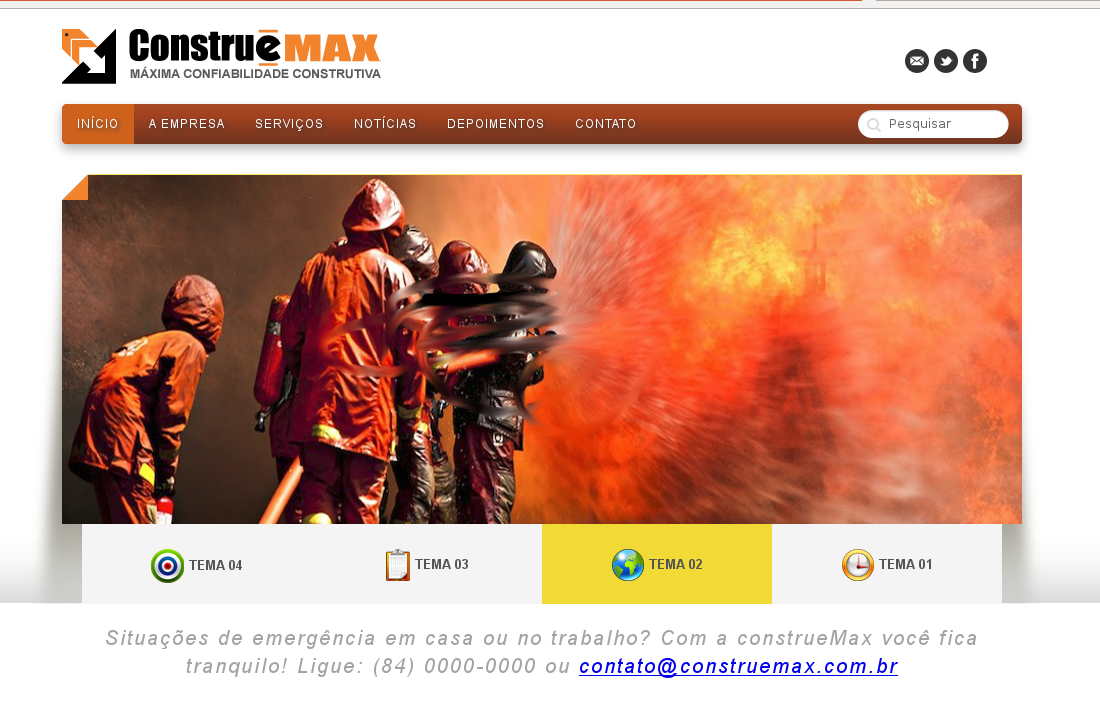 ConstrueMAX
MÁXIMA CONFIABILIDADE CONSTRUTIVA
INÍCIO A EMPRESA SERVIÇOS NOTÍCIAS DEPOIMENTOS CONTATO Pesquisar
TEMA 04 TEMA 03 TEMA 02 TEMA 01
Situações de emergência em casa ou no trabalho? Com a construeMax você fica
tranquilo! Ligue: (84) 0000-0000 ou contato@construemax.com.br